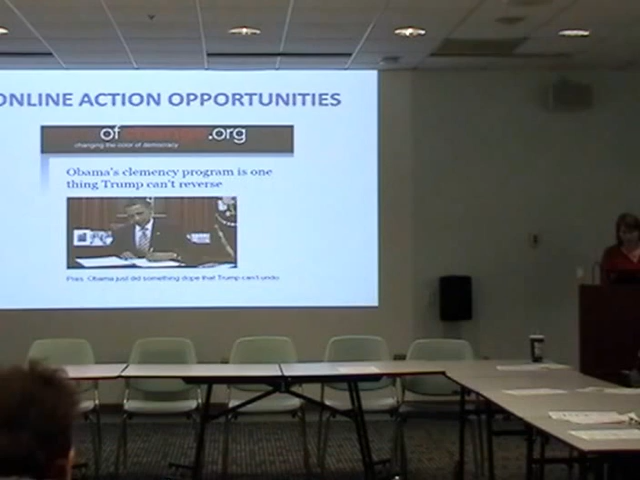 ONLINE ACTION OPPORTUNITIES
of change.org
changing the color of democracy
Obama's clemency program is one
thing Trump can't reverse
Pres. Obama just did something dope that Trump can't undo